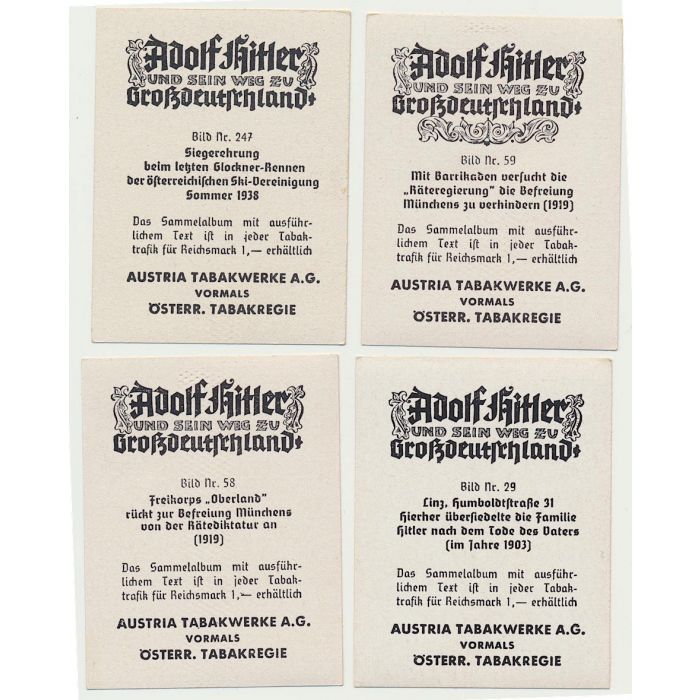 Adolf Hitler
UND SEIN WEG ZU
Großdeutschland
Bild Nr. 247
Siegerehrung
beim letzten Glockner-Rennen
der österreichischen Ski-Vereinigung
Sommer 1938
Das Sammelalbum mit ausführ-
lichem Text ist in jeder Tabak-
trafik für Reichsmark 1,— erhältlich
AUSTRIA TABAKWERKE A.G.
VORMALS
ÖSTERR. TABAKREGIE
Adolf Hitler
UND SEIN WEG ZU
Großdeutschland
Bild Nr. 59
Mit Barrikaden versucht die
„Räteregierung" die Befreiung
Münchens zu verhindern (1919)
Das Sammelalbum mit ausführ-
lichem Text ist in jeder Tabak-
trafik für Reichsmark 1,— erhältlich
AUSTRIA TABAKWERKE A.G.
VORMALS
ÖSTERR. TABAKREGIE
Adolf Hitler
UND SEIN WEG ZU
Großdeutschland
Bild Nr. 58
Freikorps „Oberland"
rückt zur Befreiung Münchens
von der Rätediktatur an
(1919)
Das Sammelalbum mit ausführ-
lichem Text ist in jeder Tabak-
trafik für Reichsmark 1,— erhältlich
AUSTRIA TABAKWERKE A.G.
VORMALS
ÖSTERR. TABAKREGIE
Adolf Hitler
UND SEIN WEG ZU
Großdeutschland
Bild Nr. 29
Linz, Humboldtstraße 31
Hierher übersiedelte die Familie
Hitler nach dem Tode des Vaters
(im Jahre 1903)
Das Sammelalbum mit ausführ-
lichem Text ist in jeder Tabak-
trafik für Reichsmark 1,— erhältlich
AUSTRIA TABAKWERKE A.G.
VORMALS
ÖSTERR. TABAKREGIE